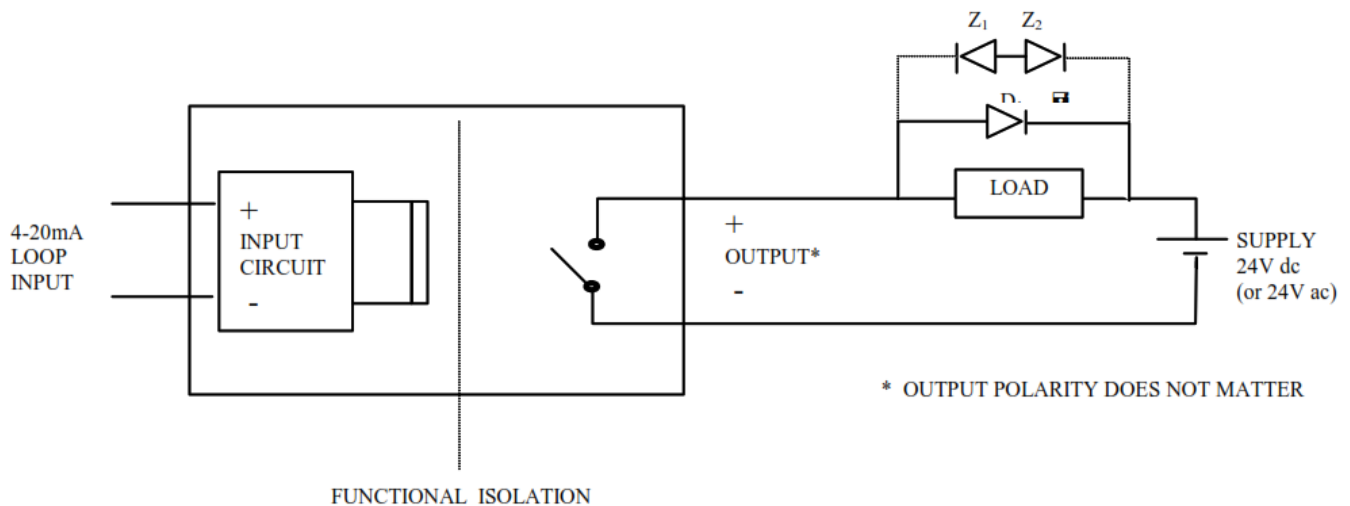 Z1 Z2
4-20mA
LOOP
INPUT
+
INPUT
CIRCUIT
-
+
OUTPUT*
-
LOAD
SUPPLY
24V dc
(or 24V ac)
* OUTPUT POLARITY DOES NOT MATTER
FUNCTIONAL ISOLATION